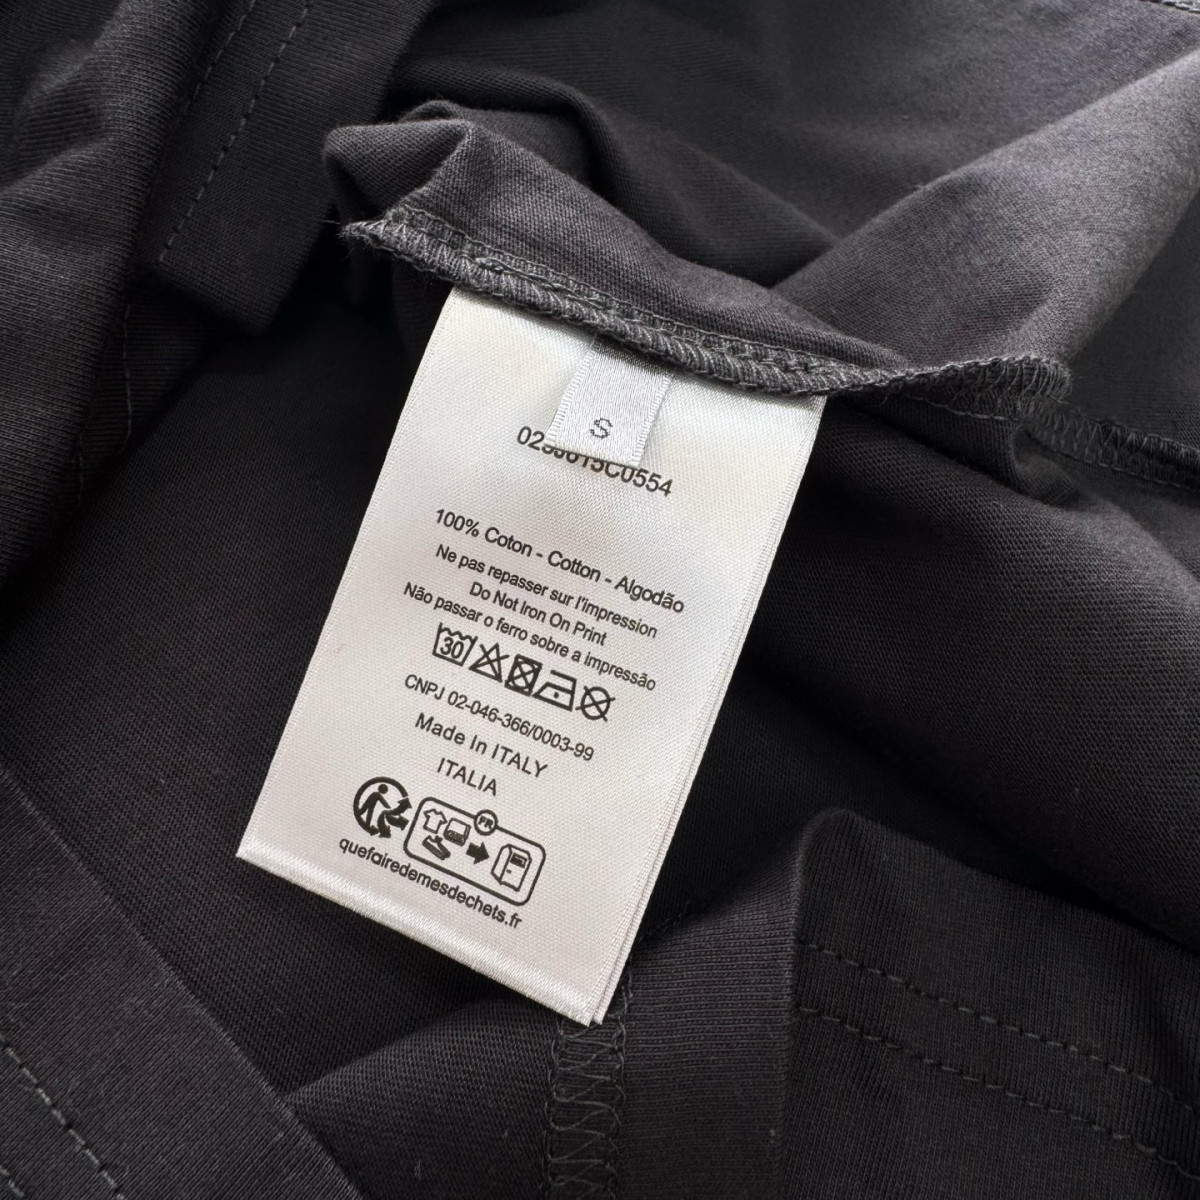 S
C0554
100% Coton - Cotton - Algodão
Ne pas repasser sur l'impression
Do Not Iron On Print
Não passar o ferro sobre a impressão
30
CNPJ 02-046-366/0003-99
Made In ITALY
ITALIA
FR
quefairedemesdechets.fr